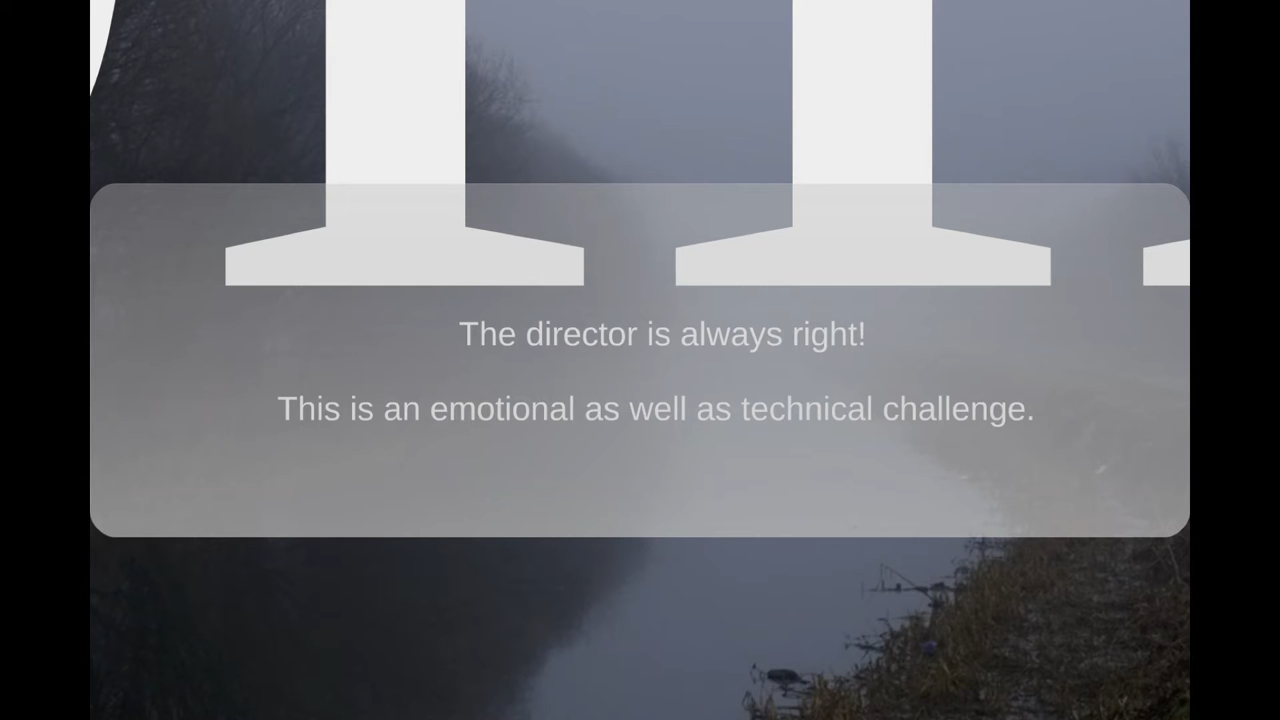 The director is always right!
This is an emotional as well as technical challenge.